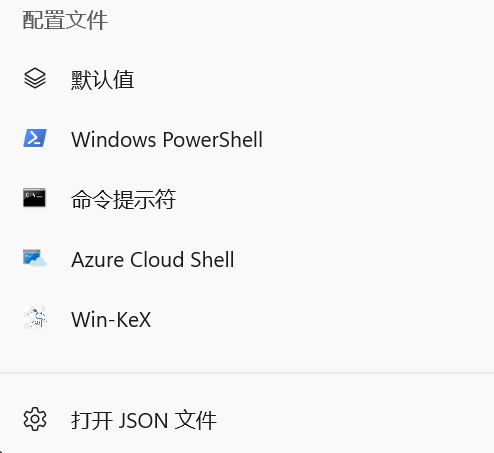 配置文件
默认值
Windows PowerShell
命令提示符
Azure Cloud Shell
Win-KeX
打开 JSON 文件